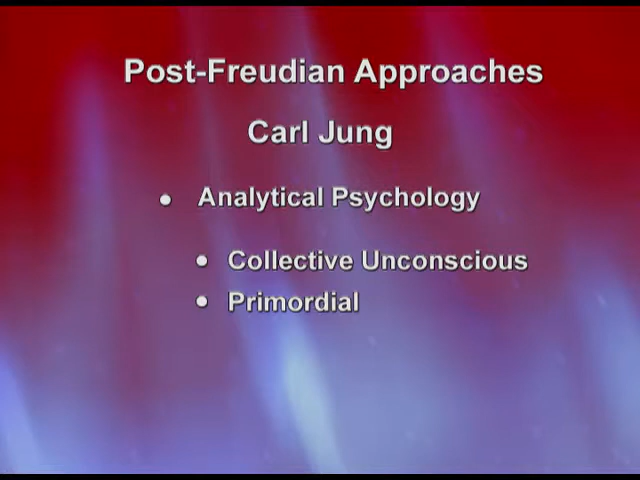 Post-Freudian Approaches
Carl Jung
• Analytical Psychology
• Collective Unconscious
• Primordial